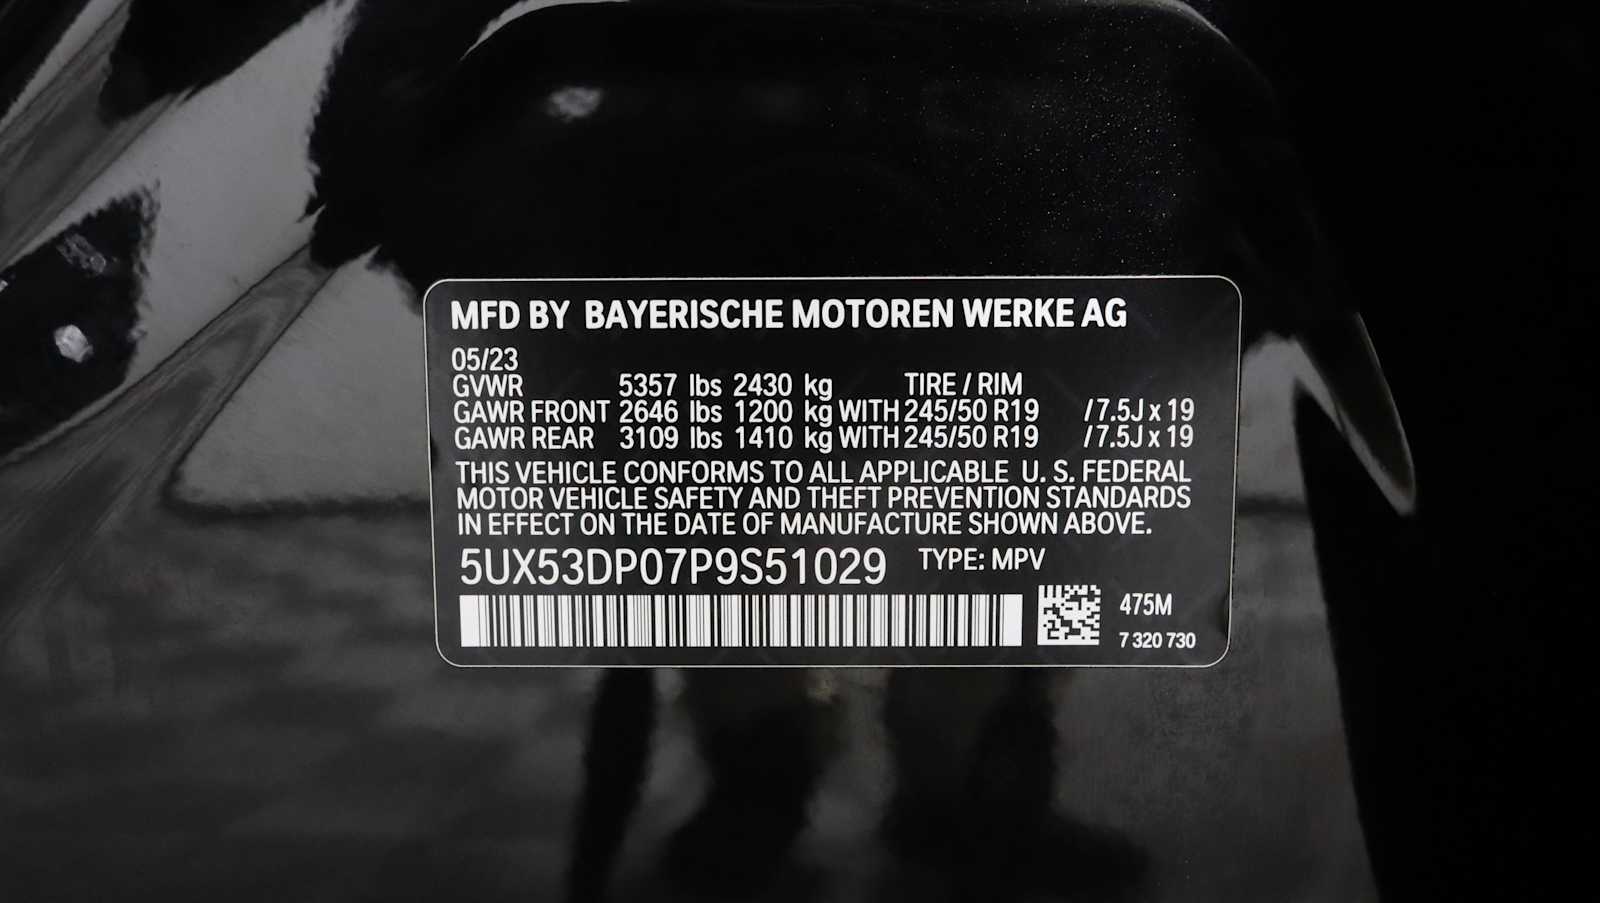 MFD BY BAYERISCHE MOTOREN WERKE AG
05/23
GVWR 5357 lbs 2430 kg TIRE / RIM
GAWR FRONT 2646 lbs 1200 kg WITH 245/50 R19 / 7.5J x 19
GAWR REAR 3109 lbs 1410 kg WITH 245/50 R19 / 7.5J x 19
THIS VEHICLE CONFORMS TO ALL APPLICABLE U. S. FEDERAL
MOTOR VEHICLE SAFETY AND THEFT PREVENTION STANDARDS
IN EFFECT ON THE DATE OF MANUFACTURE SHOWN ABOVE.
5UX53DP07P9S51029 TYPE: MPV
475M
7 320 730